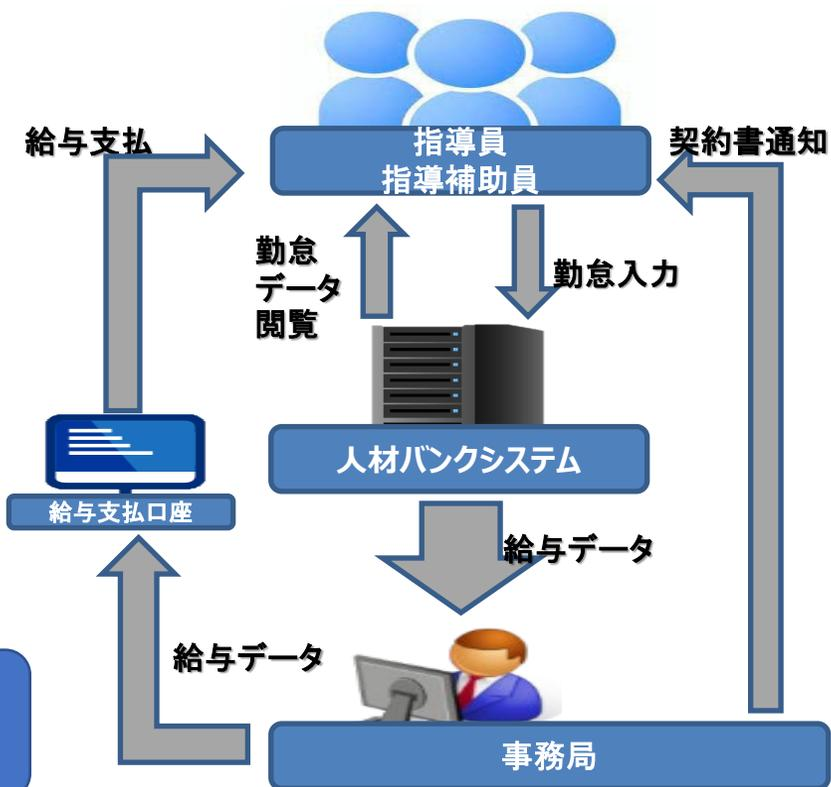 給与支払
指導員
指導補助員
契約書通知
勤怠
データ
閲覧
勤怠入力
人材バンクシステム
給与支払口座
給与データ
給与データ
事務局